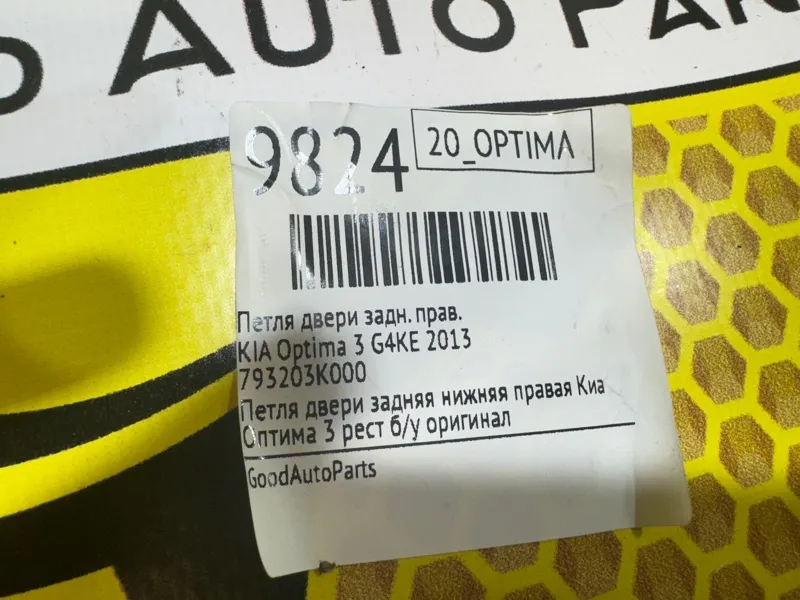 AUTO PAR
9824
20_OPTIMA
Петля двери задн. прав.
KIA Optima 3 G4KE 2013
793203K000
Петля двери задняя нижняя правая Киа
Оптима 3 рест б/у оригинал
GoodAutoParts